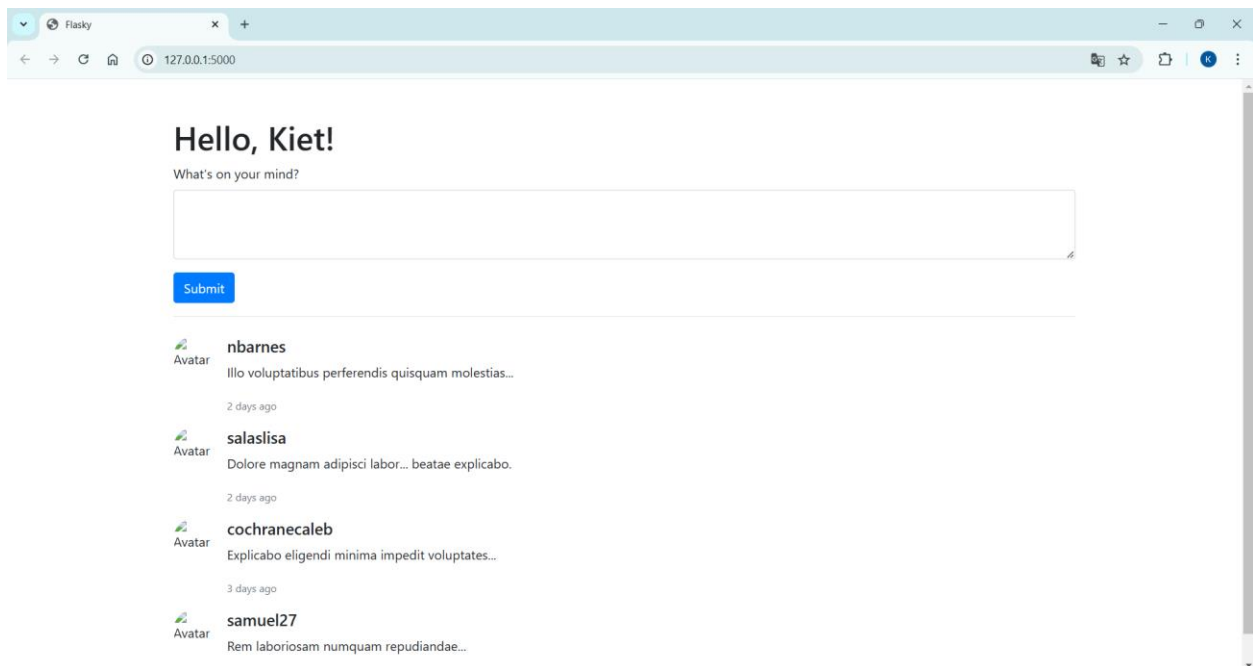 Flasky
127.0.0.1:5000
K
Hello, Kiet!
What's on your mind?
Submit
Avatar
nbarnes
Illo voluptatibus perferendis quisquam molestias...
2 days ago
Avatar
salaslisa
Dolore magnam adipisci labor... beatae explicabo.
2 days ago
Avatar
cochranecaleb
Explicabo eligendi minima impedit voluptates...
3 days ago
Avatar
samuel27
Rem laboriosam numquam repudiandae...